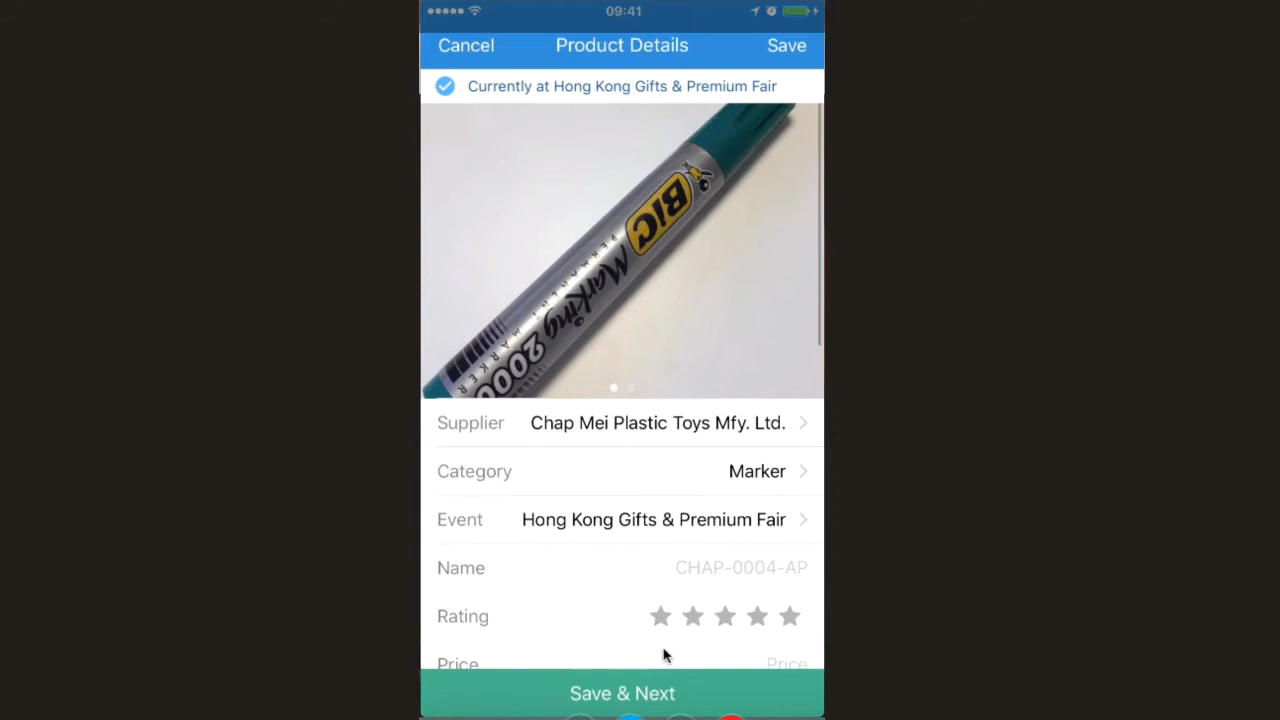 09:41
Cancel Product Details Save
Currently at Hong Kong Gifts & Premium Fair
BIC
PERMANENT MARKER
Marking 2000
Supplier Chap Mei Plastic Toys Mfy. Ltd.
Category Marker
Event Hong Kong Gifts & Premium Fair
Name CHAP-0004-AP
Rating
Price Price
Save & Next